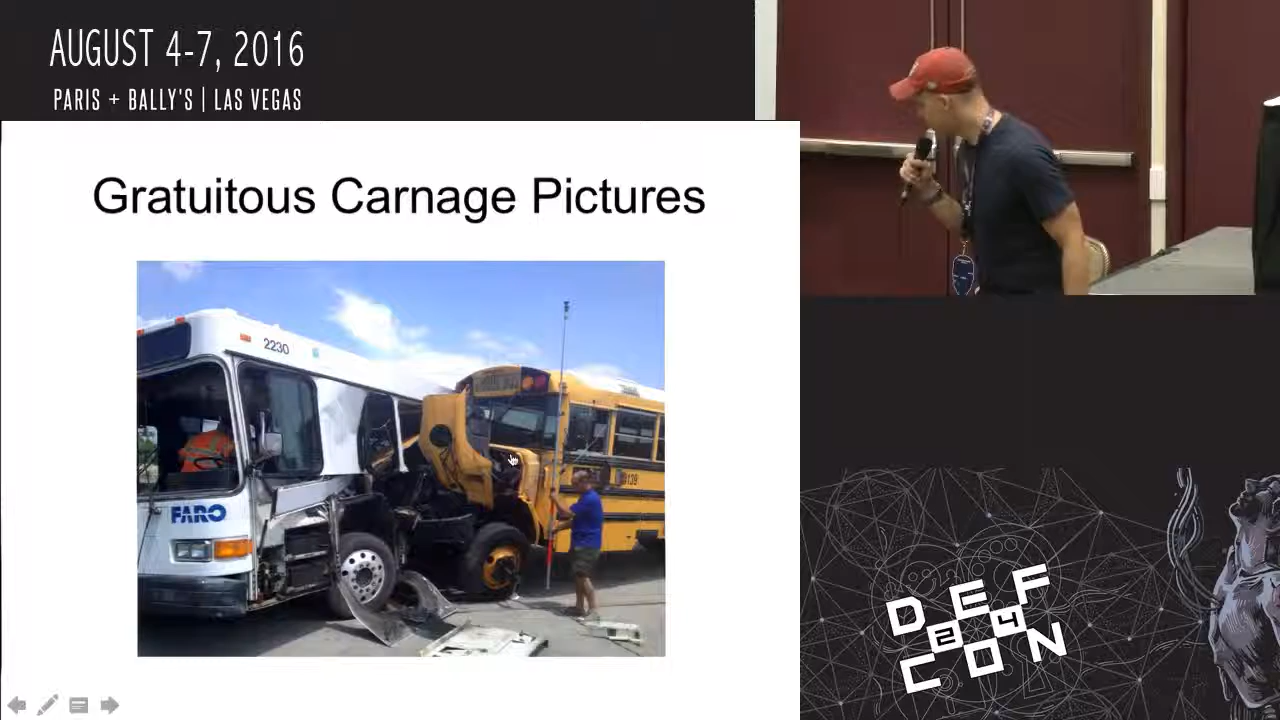 AUGUST 4-7, 2016
PARIS + BALLY'S | LAS VEGAS
Gratuitous Carnage Pictures
2230
FARO
DEF
24
CON